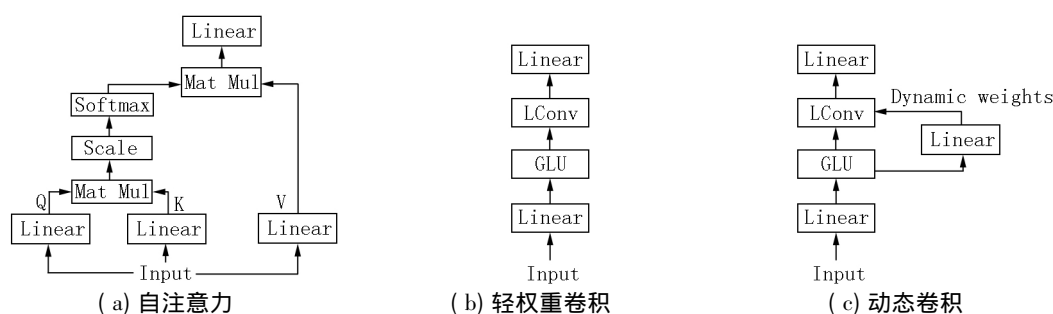 Linear
Mat Mul
Softmax
Scale
Mat Mul
Q
K
V
Linear
Linear
Linear
Input
( a) 自注意力
Linear
LConv
GLU
Linear
Input
( b) 轻权重卷积
Linear
Dynamic weights
LConv
Linear
GLU
Linear
Input
( c) 动态卷积